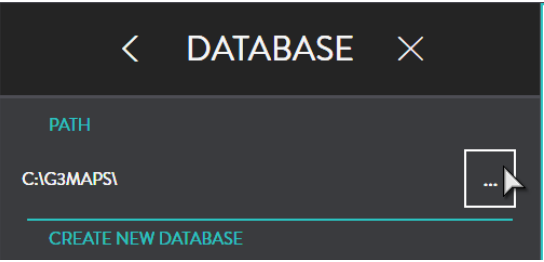 DATABASE
PATH
C:\G3MAPS\
...
CREATE NEW DATABASE